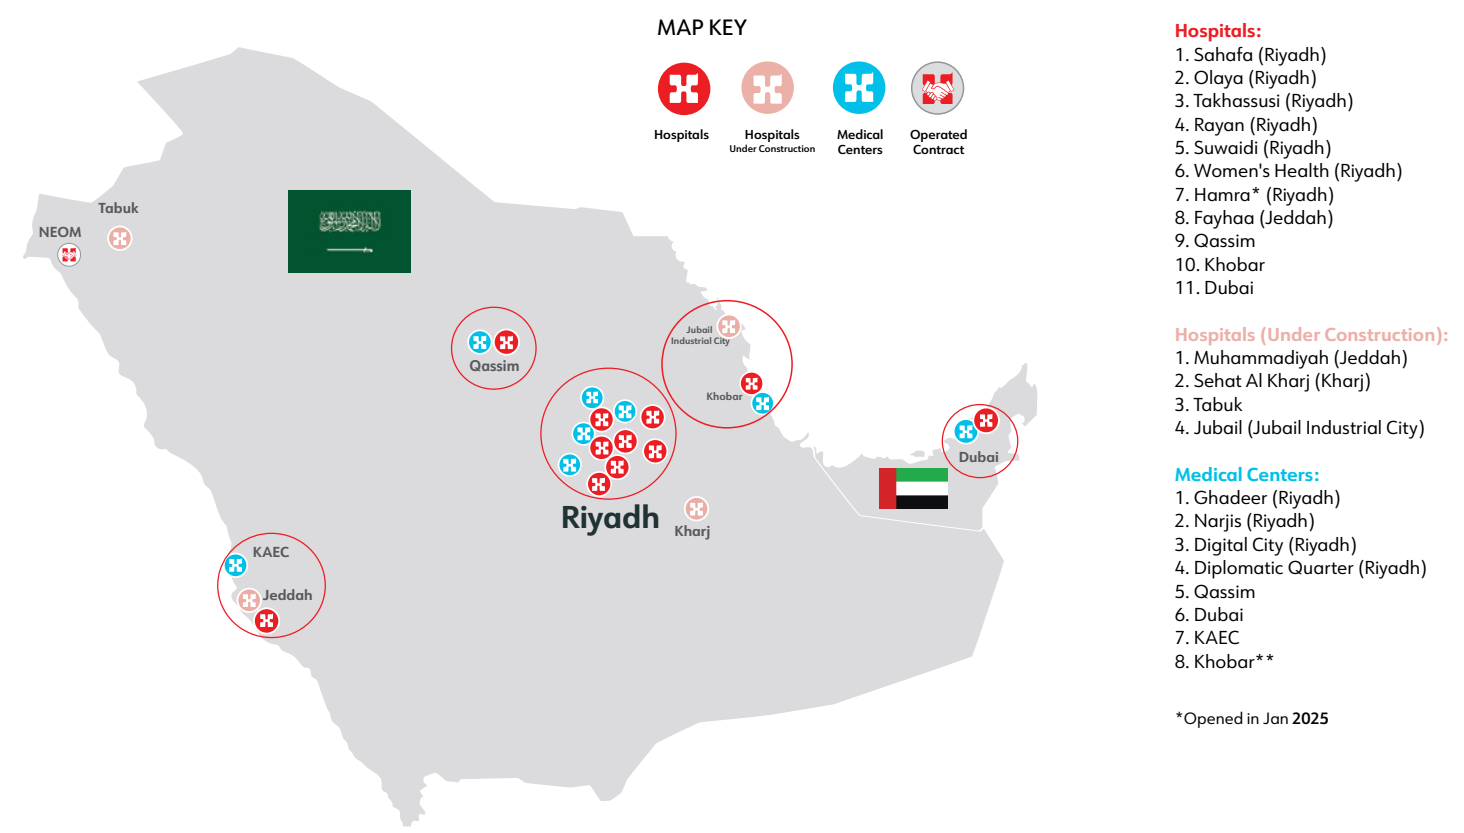 MAP KEY
Hospitals
Hospitals
Under Construction
Medical
Centers
Operated
Contract
Tabuk
NEOM
Qassim
Jubail
Industrial City
Khobar
Dubai
Riyadh
Kharj
KAEC
Jeddah
Hospitals:
1. Sahafa (Riyadh)
2. Olaya (Riyadh)
3. Takhassusi (Riyadh)
4. Rayan (Riyadh)
5. Suwaidi (Riyadh)
6. Women's Health (Riyadh)
7. Hamra* (Riyadh)
8. Fayhaa (Jeddah)
9. Qassim
10. Khobar
11. Dubai
Hospitals (Under Construction):
1. Muhammadiyah (Jeddah)
2. Sehat Al Kharj (Kharj)
3. Tabuk
4. Jubail (Jubail Industrial City)
Medical Centers:
1. Ghadeer (Riyadh)
2. Narjis (Riyadh)
3. Digital City (Riyadh)
4. Diplomatic Quarter (Riyadh)
5. Qassim
6. Dubai
7. KAEC
8. Khobar**
*Opened in Jan 2025